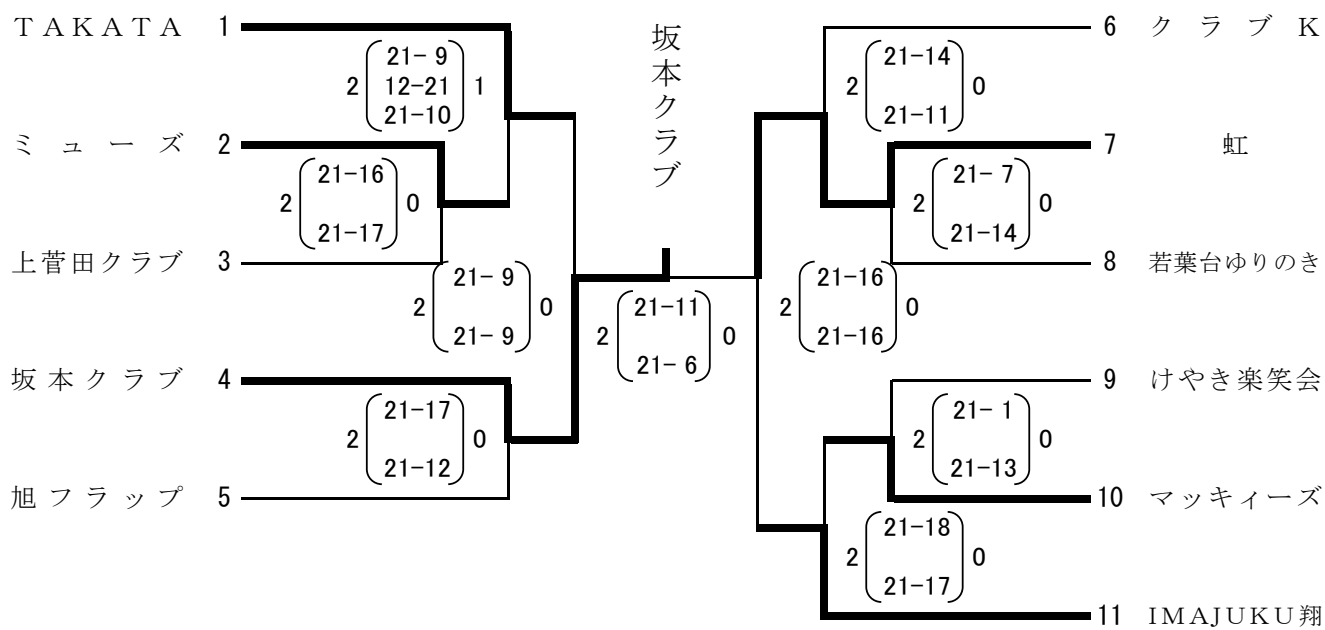 TAKATA 1
21- 9
2 12-21 1
21-10
ミューズ 2
21-16
2 0
21-17
上菅田クラブ 3
21- 9
2 0
21- 9
坂本クラブ 4
21-17
2 0
21-12
旭フラップ 5
坂本クラブ
21-11
2 0
21- 6
6 クラブK
21-14
2 0
21-11
7 虹
21- 7
2 0
21-14
8 若葉台ゆりのき
21-16
2 0
21-16
9 けやき楽笑会
21- 1
2 0
21-13
10 マッキィーズ
21-18
2 0
21-17
11 IMAJUKU翔